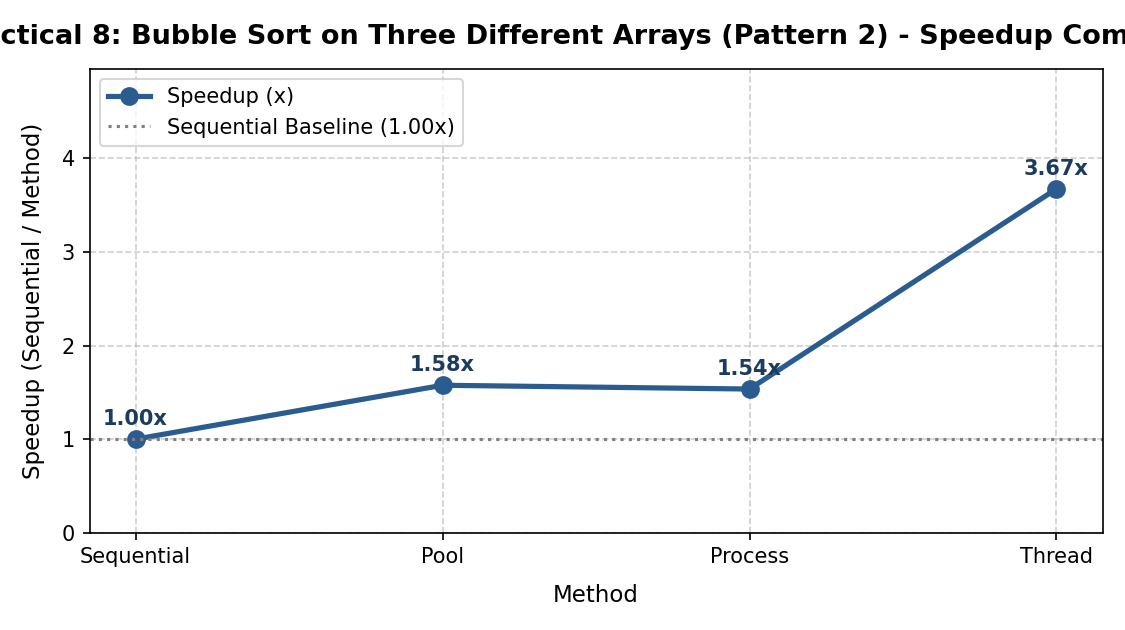 ctical 8: Bubble Sort on Three Different Arrays (Pattern 2) - Speedup Com
Speedup (x)
Sequential Baseline (1.00x)
Speedup (Sequential / Method)
4
3
2
1
0
1.00x
1.58x
1.54x
3.67x
Sequential
Pool
Process
Thread
Method